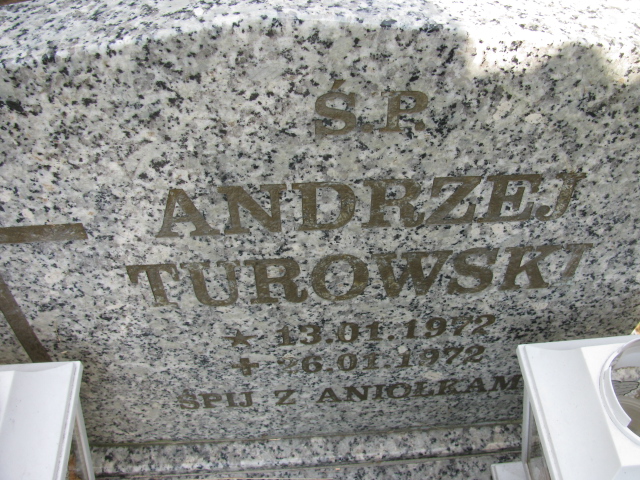 Ś.P.
ANDRZEJ
TUROWSKI
★ 13.01.1972
+ 26.01.1972
ŚPIJ Z ANIOŁKAMI